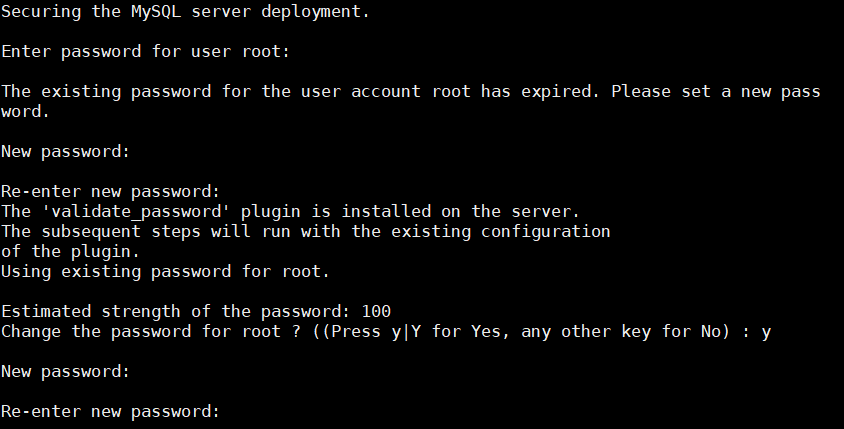 Securing the MySQL server deployment.
Enter password for user root:
The existing password for the user account root has expired. Please set a new pass
word.
New password:
Re-enter new password:
The 'validate_password' plugin is installed on the server.
The subsequent steps will run with the existing configuration
of the plugin.
Using existing password for root.
Estimated strength of the password: 100
Change the password for root ? ((Press y|Y for Yes, any other key for No) : y
New password:
Re-enter new password: